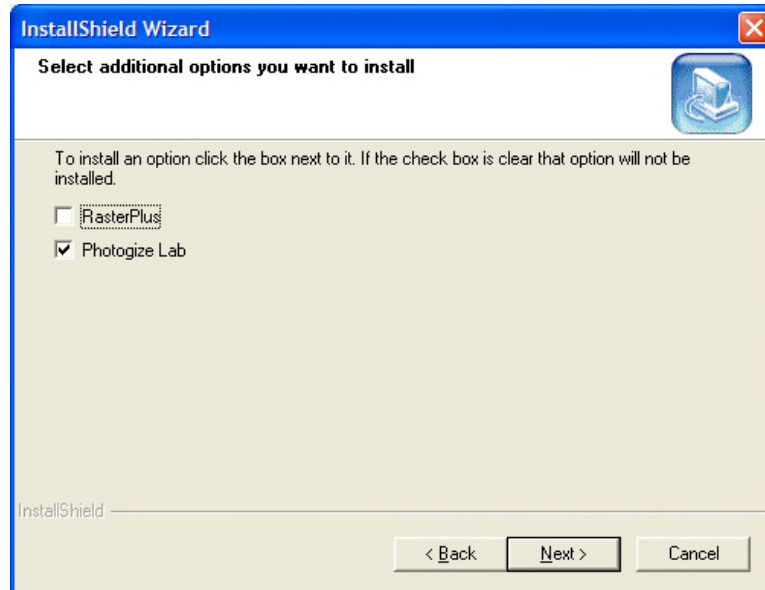 InstallShield Wizard
Select additional options you want to install
To install an option click the box next to it. If the check box is clear that option will not be
installed.
RasterPlus
Photogize Lab
InstallShield
< Back Next > Cancel